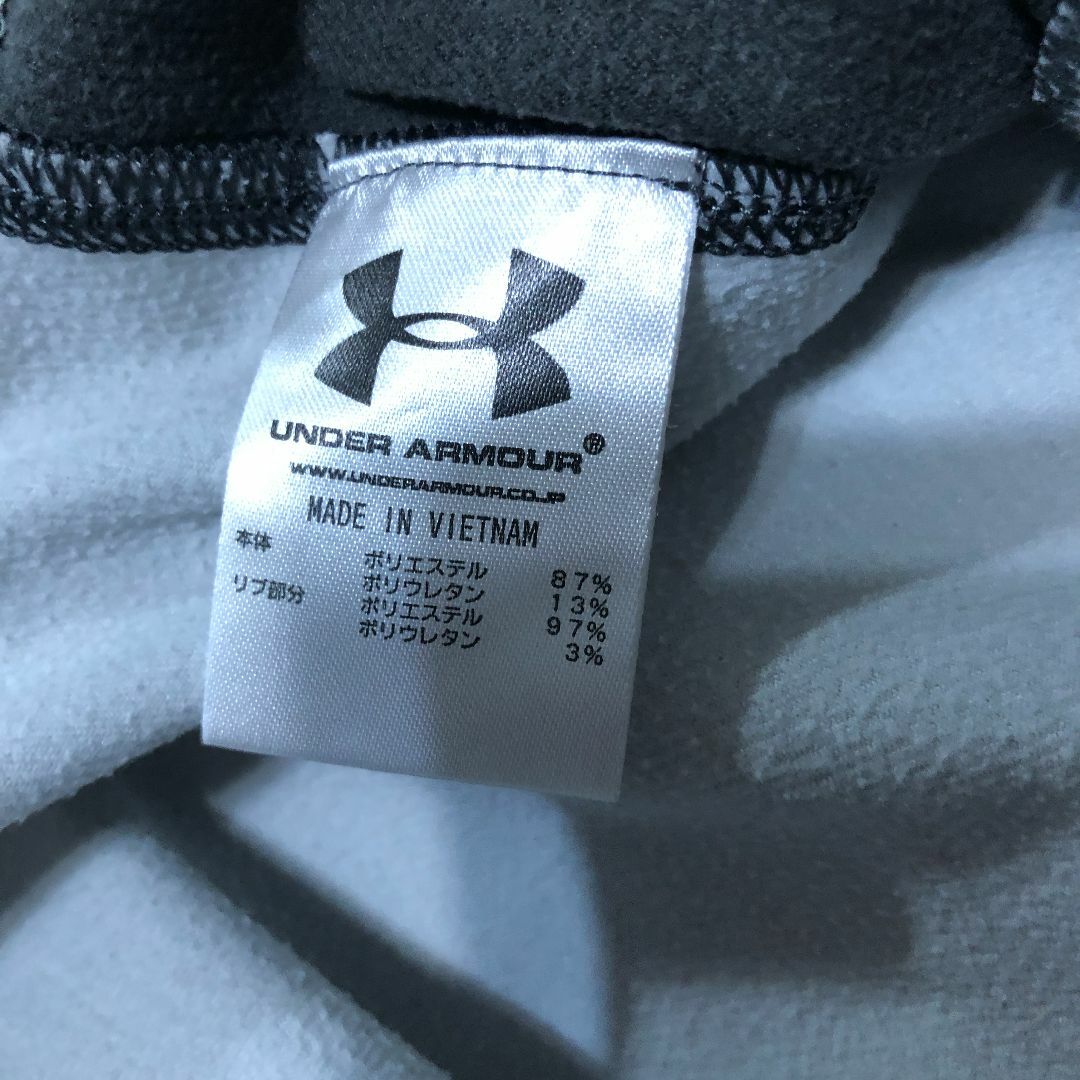 UNDER ARMOUR®
WWW.UNDERARMOUR.CO.JP
MADE IN VIETNAM
本体 ポリエステル 87%
ポリウレタン 13%
リブ部分 ポリエステル 97%
ポリウレタン 3%